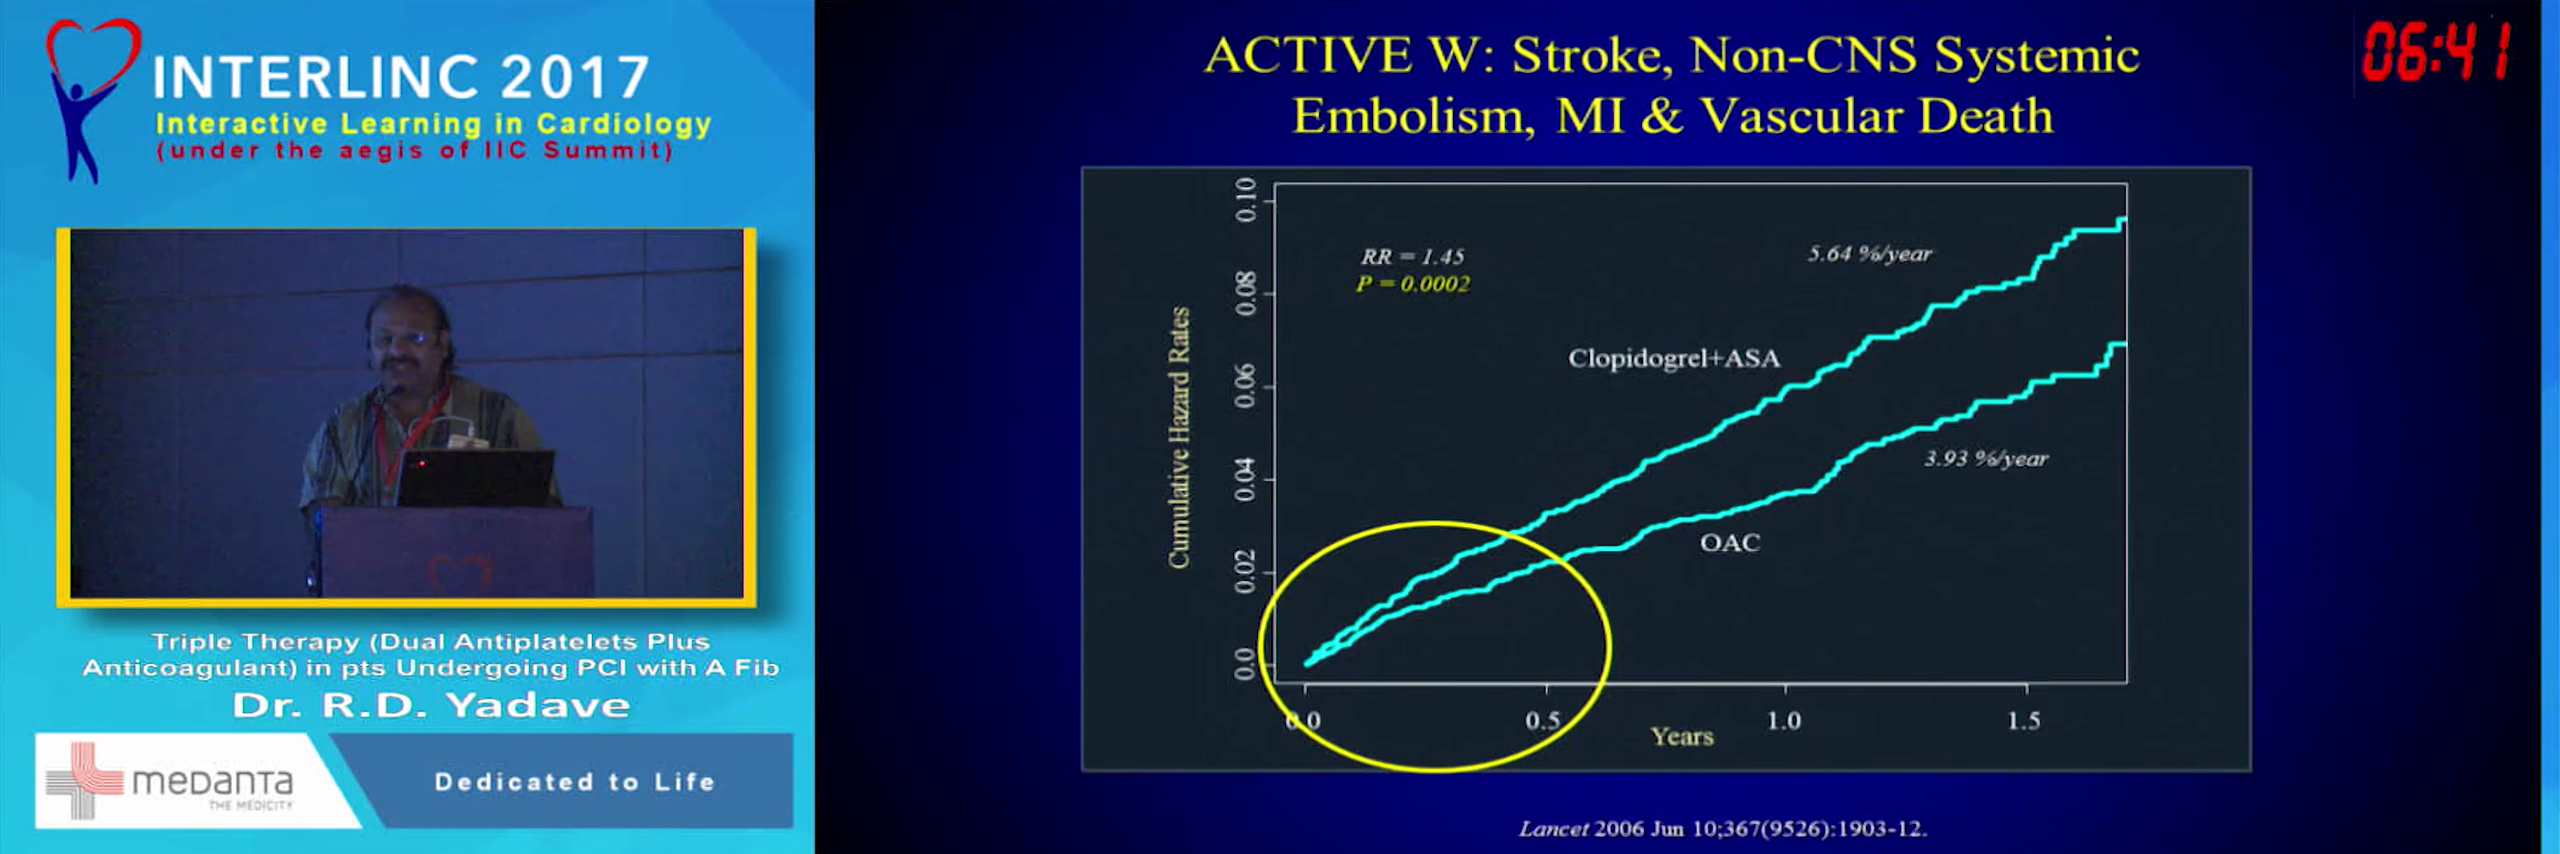 INTERLINC 2017
Interactive Learning in Cardiology
(under the aegis of IIC Summit)
Triple Therapy (Dual Antiplatelets Plus
Anticoagulant) in pts Undergoing PCI with A Fib
Dr. R.D. Yadave
meDanta
THE MEDICITY
Dedicated to Life
06:41
ACTIVE W: Stroke, Non-CNS Systemic
Embolism, MI & Vascular Death
Cumulative Hazard Rates
0.10
0.08
0.06
0.04
0.02
0.0
RR = 1.45
P = 0.0002
5.64 %/year
Clopidogrel+ASA
3.93 %/year
OAC
0.0
0.5
1.0
1.5
Years
Lancet 2006 Jun 10;367(9526):1903-12.